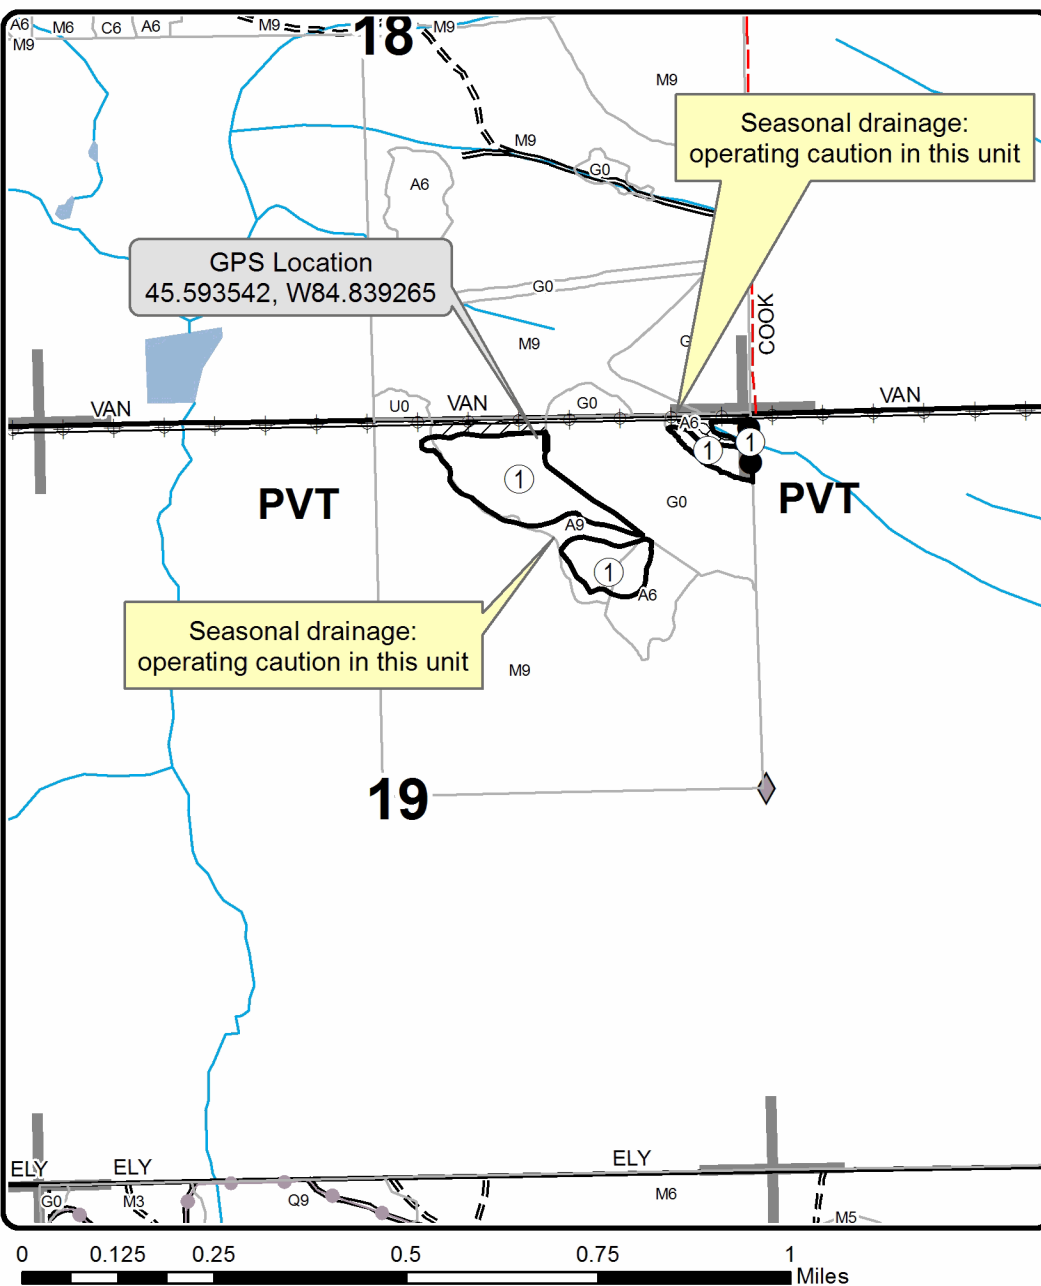 A6 M6 C6 A6 M9 18 M9
M9
M9
Seasonal drainage:
operating caution in this unit
M9
G0
A6
GPS Location
45.593542, W84.839265
G0
COOK
M9
G
VAN
U0
VAN
G0
VAN
A6
1
1
PVT
1
G0
PVT
A9
1
A6
Seasonal drainage:
operating caution in this unit
M9
19
ELY
ELY
ELY
G0
M3
Q9
M6
M5
0 0.125 0.25 0.5 0.75 1
Miles